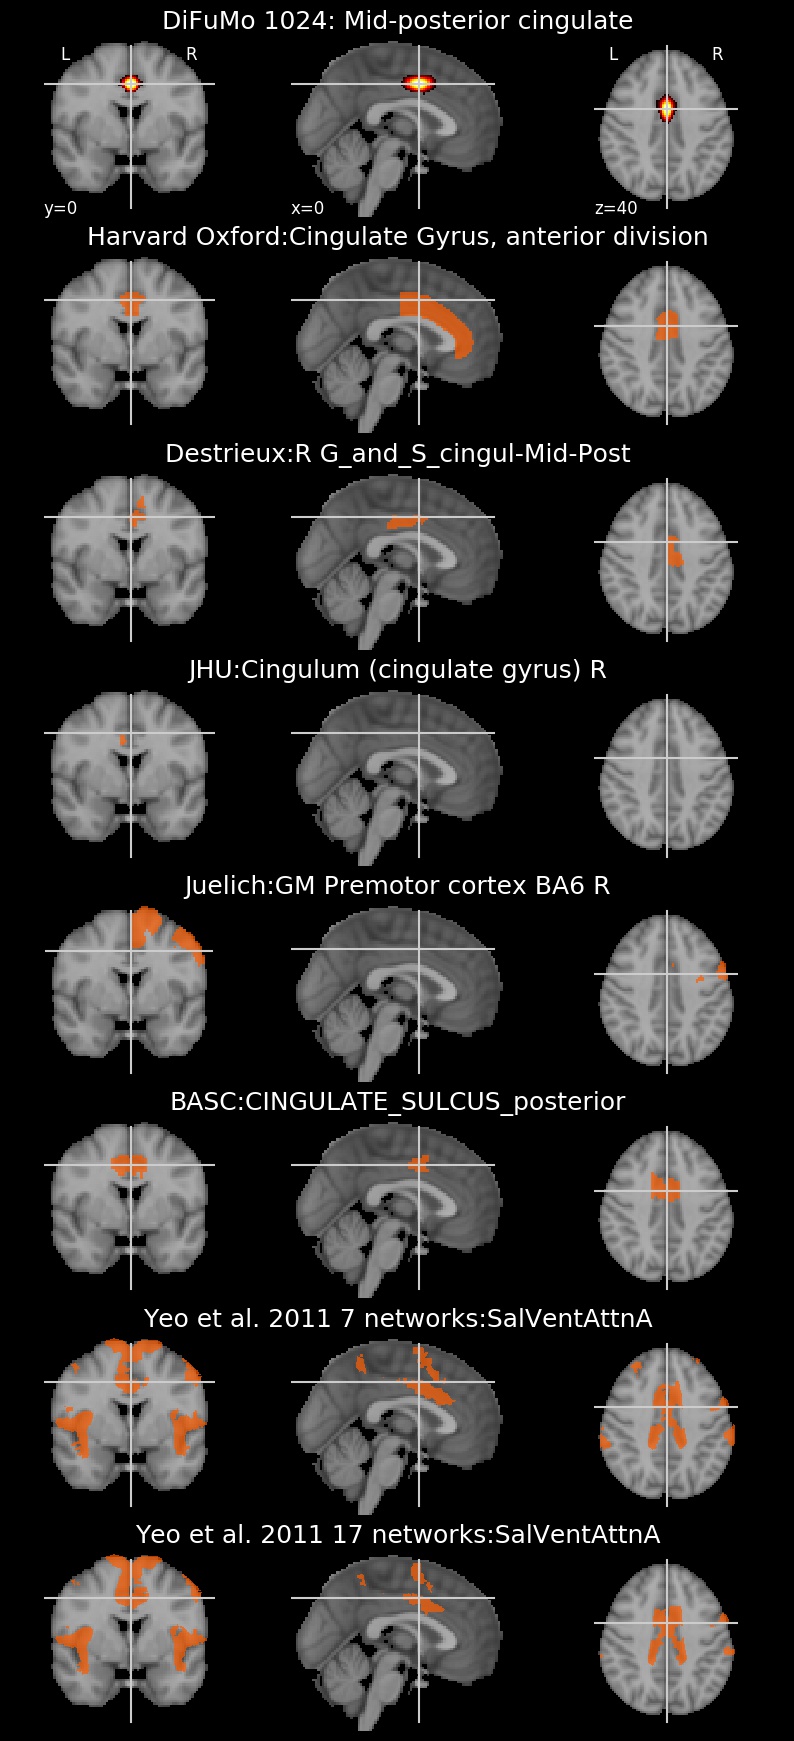 DiFuMo 1024: Mid-posterior cingulate
L R L R
y=0 x=0 z=40
Harvard Oxford:Cingulate Gyrus, anterior division
Destrieux:R G_and_S_cingul-Mid-Post
JHU:Cingulum (cingulate gyrus) R
Juelich:GM Premotor cortex BA6 R
BASC:CINGULATE_SULCUS_posterior
Yeo et al. 2011 7 networks:SalVentAttnA
Yeo et al. 2011 17 networks:SalVentAttnA